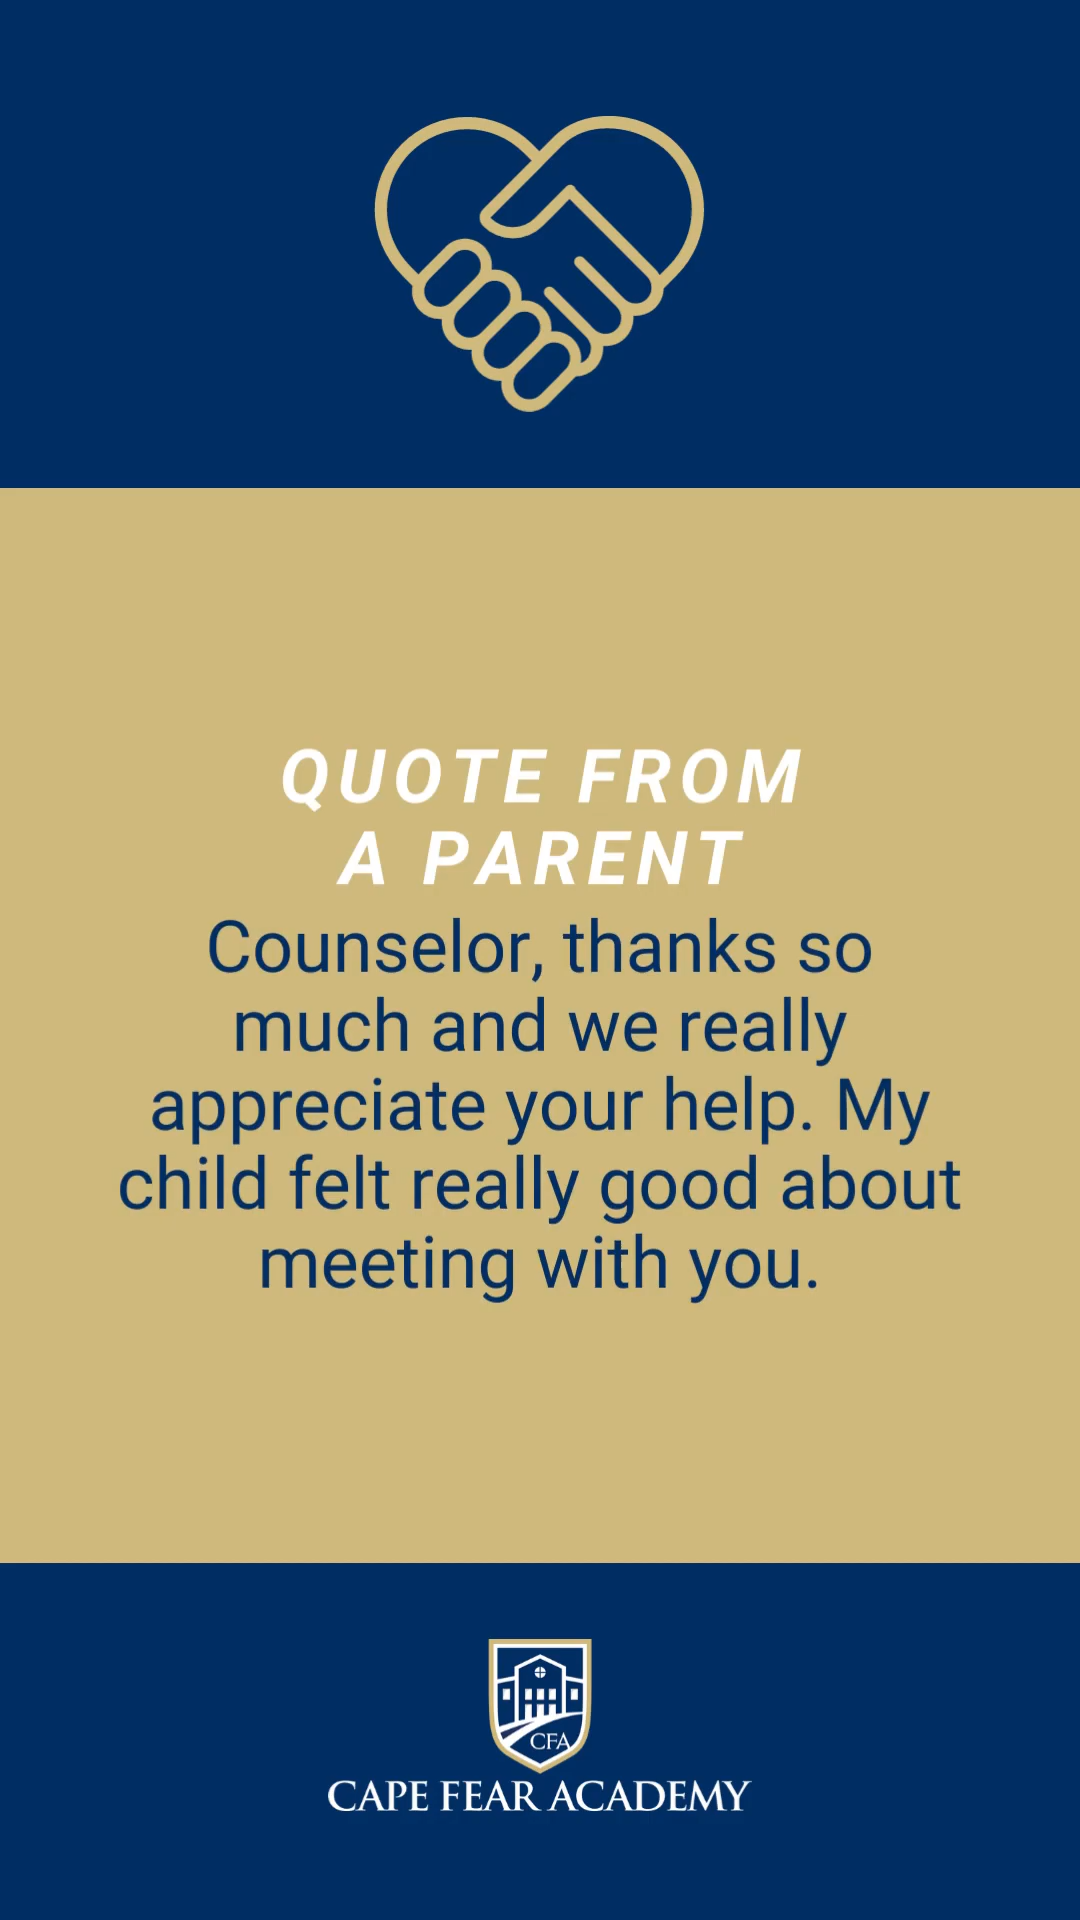 QUOTE FROM
A PARENT
Counselor, thanks so
much and we really
appreciate your help. My
child felt really good about
meeting with you.
CFA
CAPE FEAR ACADEMY